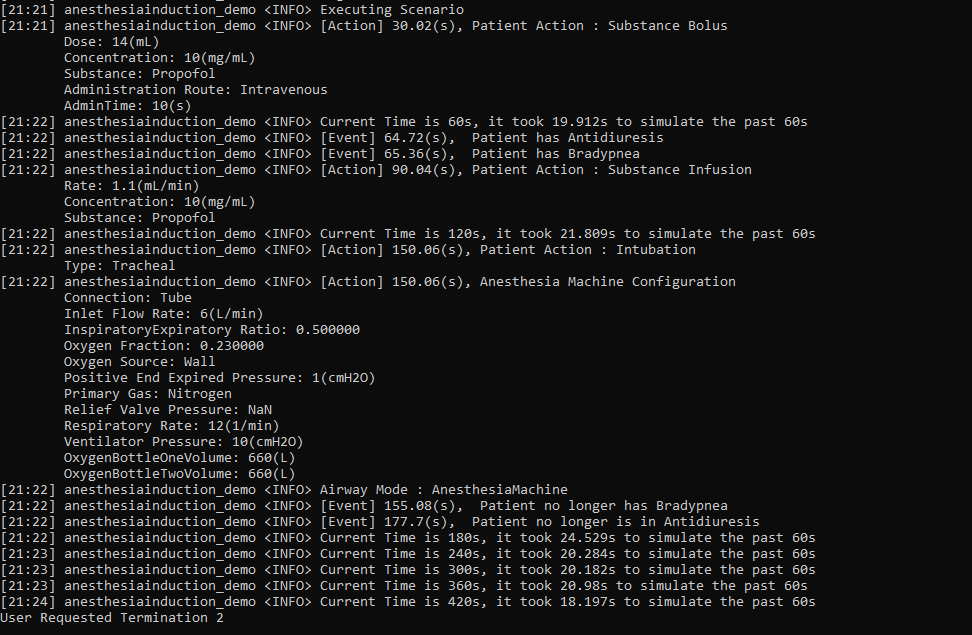 [21:21] anesthesiainduction_demo <INFO> Executing Scenario
[21:21] anesthesiainduction_demo <INFO> [Action] 30.02(s), Patient Action : Substance Bolus
Dose: 14(mL)
Concentration: 10(mg/mL)
Substance: Propofol
Administration Route: Intravenous
AdminTime: 10(s)
[21:22] anesthesiainduction_demo <INFO> Current Time is 60s, it took 19.912s to simulate the past 60s
[21:22] anesthesiainduction_demo <INFO> [Event] 64.72(s),  Patient has Antidiuresis
[21:22] anesthesiainduction_demo <INFO> [Event] 65.36(s),  Patient has Bradypnea
[21:22] anesthesiainduction_demo <INFO> [Action] 90.04(s), Patient Action : Substance Infusion
Rate: 1.1(mL/min)
Concentration: 10(mg/mL)
Substance: Propofol
[21:22] anesthesiainduction_demo <INFO> Current Time is 120s, it took 21.809s to simulate the past 60s
[21:22] anesthesiainduction_demo <INFO> [Action] 150.06(s), Patient Action : Intubation
Type: Tracheal
[21:22] anesthesiainduction_demo <INFO> [Action] 150.06(s), Anesthesia Machine Configuration
Connection: Tube
Inlet Flow Rate: 6(L/min)
InspiratoryExpiratory Ratio: 0.500000
Oxygen Fraction: 0.230000
Oxygen Source: Wall
Positive End Expired Pressure: 1(cmH2O)
Primary Gas: Nitrogen
Relief Valve Pressure: NaN
Respiratory Rate: 12(1/min)
Ventilator Pressure: 10(cmH2O)
OxygenBottleOneVolume: 660(L)
OxygenBottleTwoVolume: 660(L)
[21:22] anesthesiainduction_demo <INFO> Airway Mode : AnesthesiaMachine
[21:22] anesthesiainduction_demo <INFO> [Event] 155.08(s),  Patient no longer has Bradypnea
[21:22] anesthesiainduction_demo <INFO> [Event] 177.7(s),  Patient no longer is in Antidiuresis
[21:22] anesthesiainduction_demo <INFO> Current Time is 180s, it took 24.529s to simulate the past 60s
[21:23] anesthesiainduction_demo <INFO> Current Time is 240s, it took 20.284s to simulate the past 60s
[21:23] anesthesiainduction_demo <INFO> Current Time is 300s, it took 20.182s to simulate the past 60s
[21:23] anesthesiainduction_demo <INFO> Current Time is 360s, it took 20.98s to simulate the past 60s
[21:24] anesthesiainduction_demo <INFO> Current Time is 420s, it took 18.197s to simulate the past 60s
User Requested Termination 2